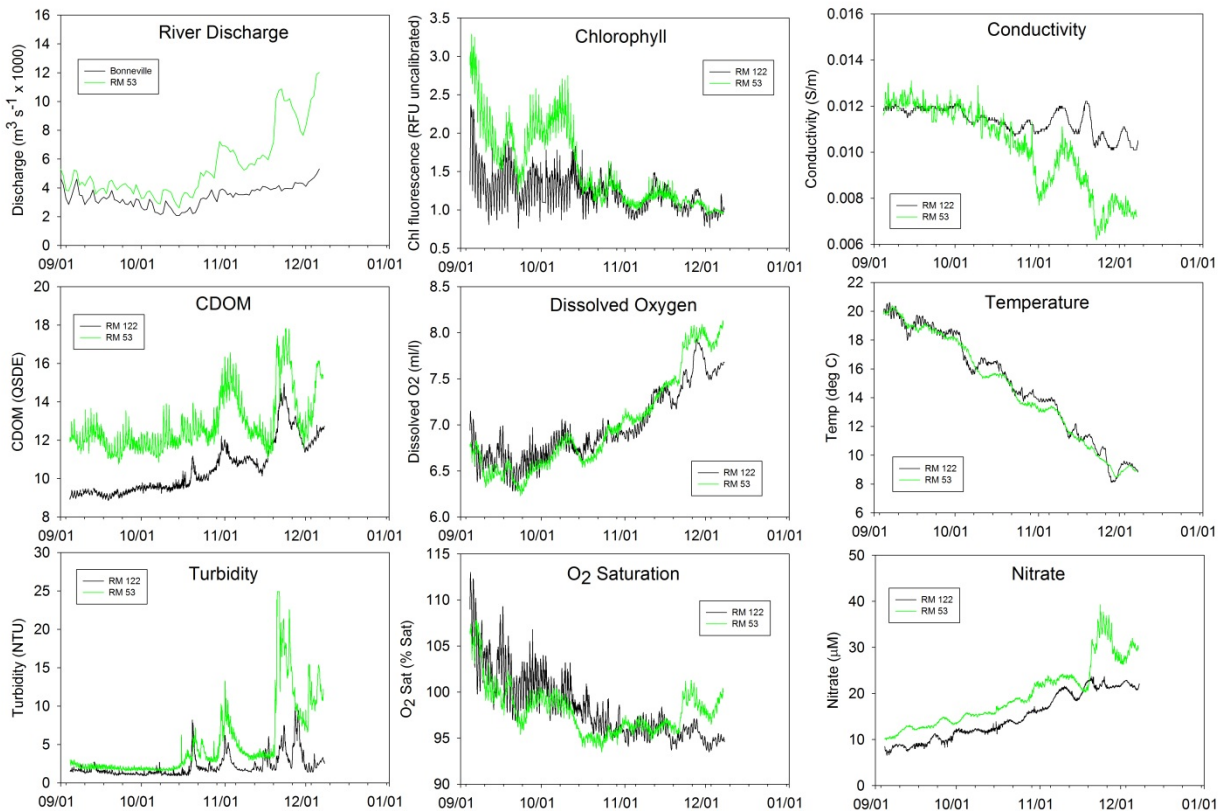 River Discharge
Bonneville
RM 53
Discharge (m3 s-1 x 1000)
16
14
12
10
8
6
4
2
0
09/01 10/01 11/01 12/01 01/01
Chlorophyll
RM 122
RM 53
Chl fluorescence (RFU uncalibrated)
3.5
3.0
2.5
2.0
1.5
1.0
0.5
09/01 10/01 11/01 12/01 01/01
Conductivity
RM 122
RM 53
Conductivity (S/m)
0.016
0.014
0.012
0.010
0.008
0.006
09/01 10/01 11/01 12/01 01/01
CDOM
RM 122
RM 53
CDOM (QSDE)
20
18
16
14
12
10
8
09/01 10/01 11/01 12/01 01/01
Dissolved Oxygen
RM 122
RM 53
Dissolved O2 (ml/l)
8.5
8.0
7.5
7.0
6.5
6.0
09/01 10/01 11/01 12/01 01/01
Temperature
RM 122
RM 53
Temp (deg C)
22
20
18
16
14
12
10
8
6
09/01 10/01 11/01 12/01 01/01
Turbidity
RM 122
RM 53
Turbidity (NTU)
30
25
20
15
10
5
0
09/01 10/01 11/01 12/01 01/01
O2 Saturation
RM 122
RM 53
O2 Sat (% Sat)
115
110
105
100
95
90
09/01 10/01 11/01 12/01 01/01
Nitrate
RM 122
RM 53
Nitrate (µM)
50
40
30
20
10
0
09/01 10/01 11/01 12/01 01/01